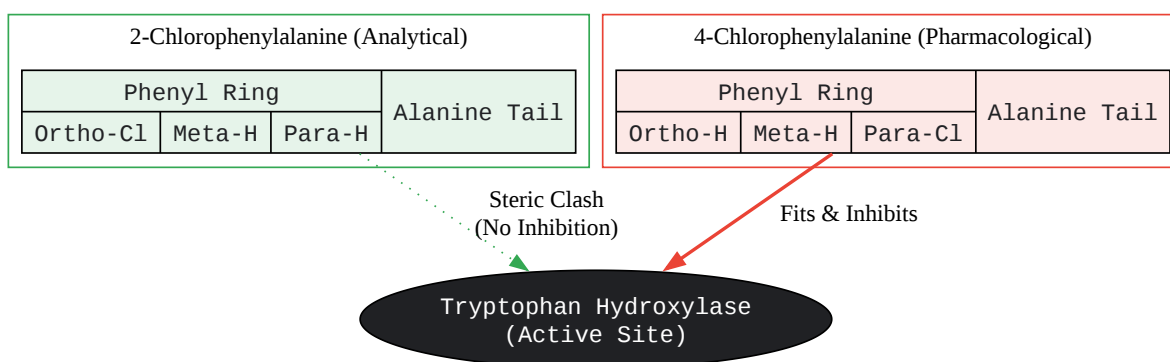 2-Chlorophenylalanine (Analytical)
Phenyl Ring
Alanine Tail
Ortho-Cl
Meta-H
Para-H
4-Chlorophenylalanine (Pharmacological)
Phenyl Ring
Alanine Tail
Ortho-H
Meta-H
Para-Cl
Steric Clash
(No Inhibition)
Fits & Inhibits
Tryptophan Hydroxylase
(Active Site)